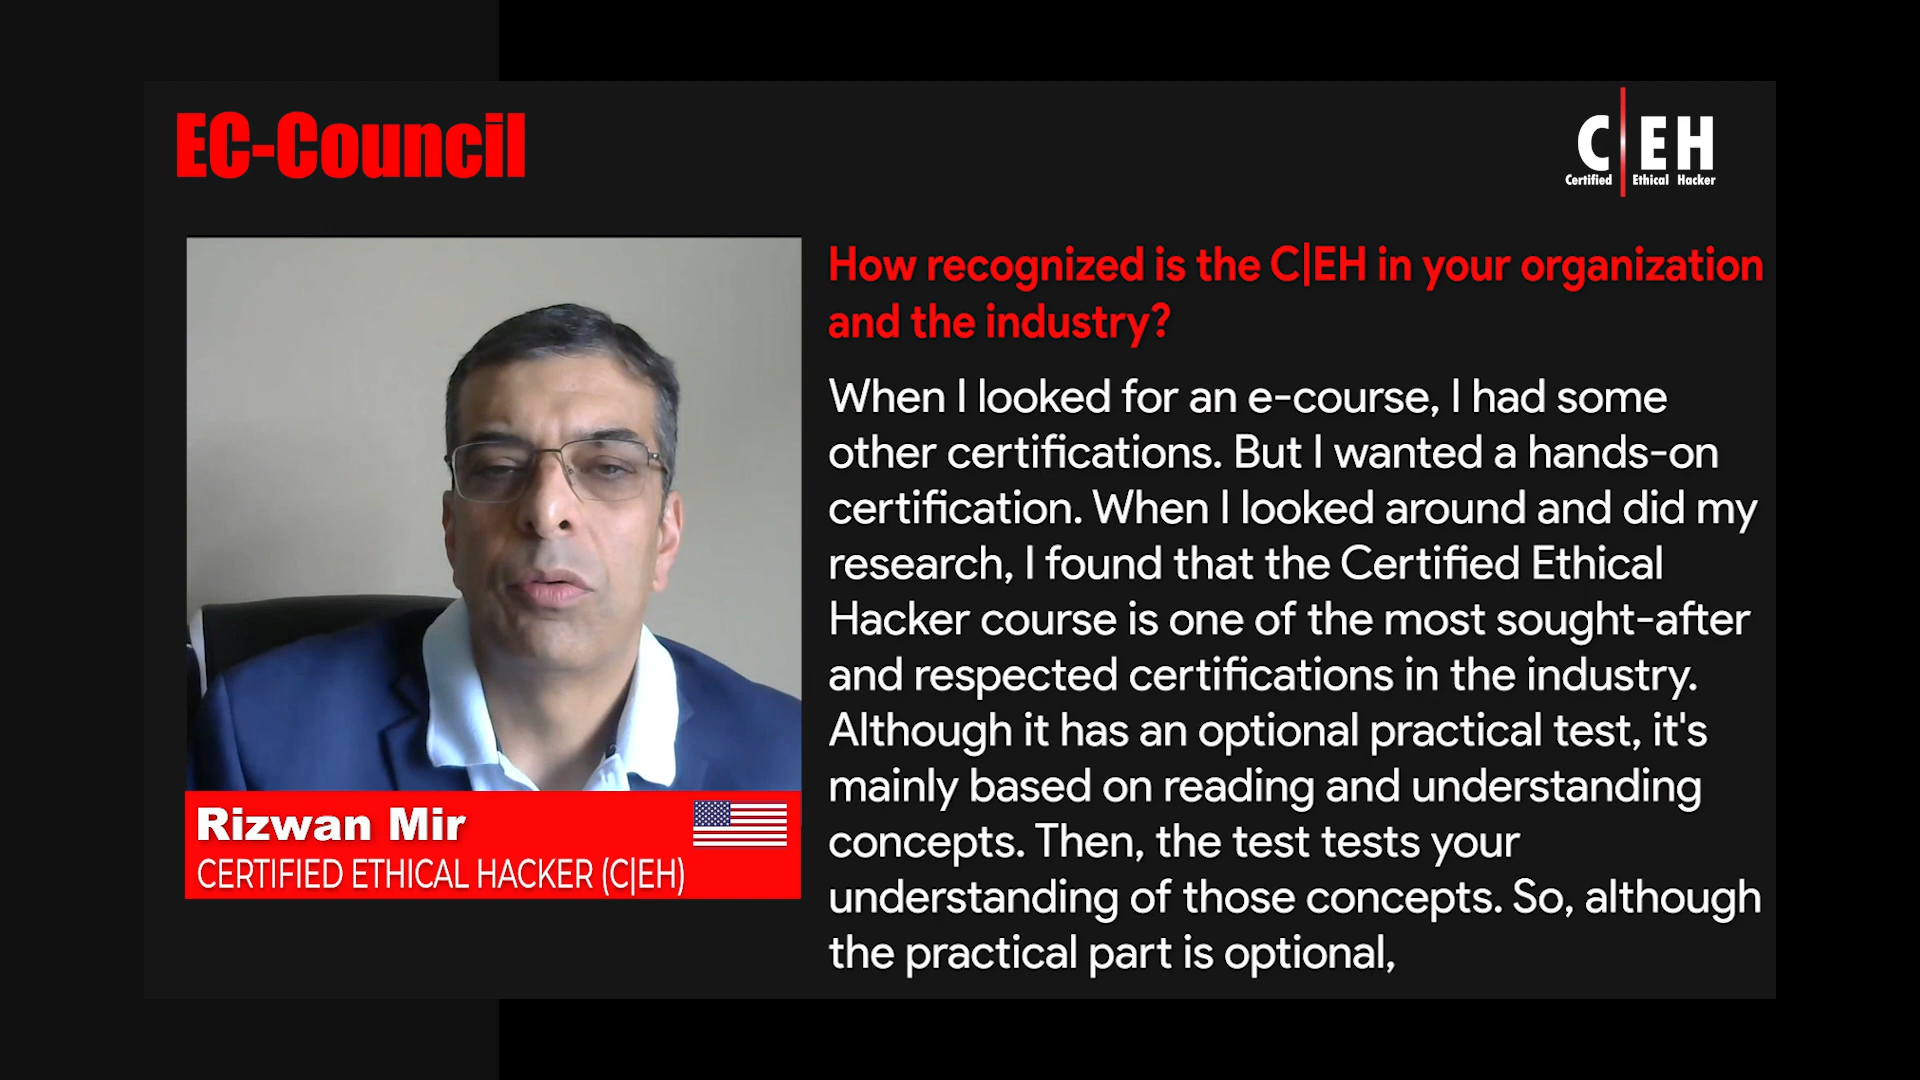 EC-Council
C|EH
Certified Ethical Hacker
How recognized is the C|EH in your organization
and the industry?
When I looked for an e-course, I had some
other certifications. But I wanted a hands-on
certification. When I looked around and did my
research, I found that the Certified Ethical
Hacker course is one of the most sought-after
and respected certifications in the industry.
Although it has an optional practical test, it's
mainly based on reading and understanding
concepts. Then, the test tests your
understanding of those concepts. So, although
the practical part is optional,
Rizwan Mir
CERTIFIED ETHICAL HACKER (C|EH)